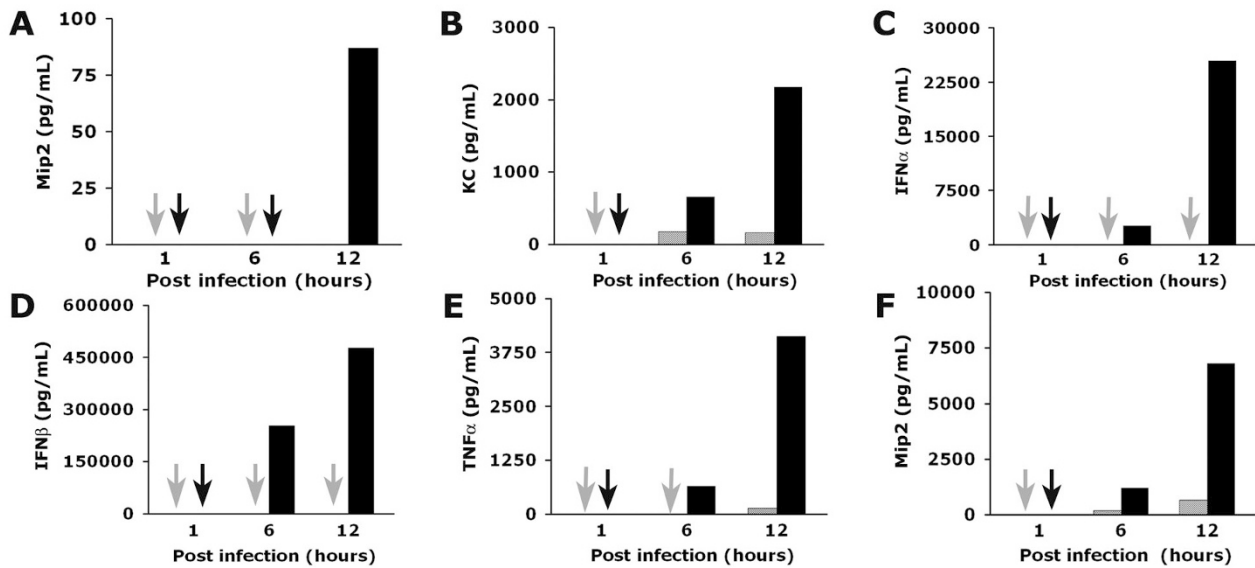 A
Mip2 (pg/mL)
100
75
50
25
0
1 6 12
Post infection (hours)
B
KC (pg/mL)
3000
2000
1000
0
1 6 12
Post infection (hours)
C
IFNα (pg/mL)
30000
22500
15000
7500
0
1 6 12
Post infection (hours)
D
IFNβ (pg/mL)
600000
450000
300000
150000
0
1 6 12
Post infection (hours)
E
TNFα (pg/mL)
5000
3750
2500
1250
0
1 6 12
Post infection (hours)
F
Mip2 (pg/mL)
10000
7500
5000
2500
0
1 6 12
Post infection (hours)